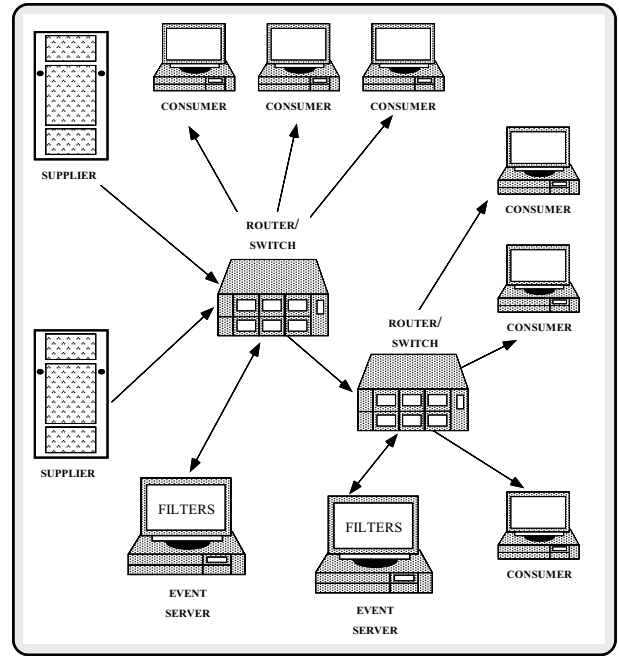 CONSUMER
CONSUMER
CONSUMER
SUPPLIER
CONSUMER
ROUTER/
SWITCH
CONSUMER
ROUTER/
SWITCH
SUPPLIER
FILTERS
FILTERS
CONSUMER
EVENT
SERVER
EVENT
SERVER